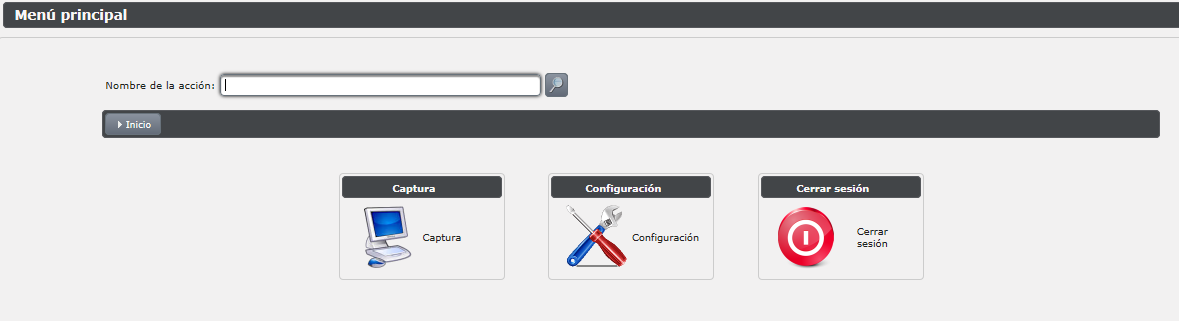 Menú principal
Nombre de la acción:
Inicio
Captura
Captura
Configuración
Configuración
Cerrar sesión
Cerrar
sesión